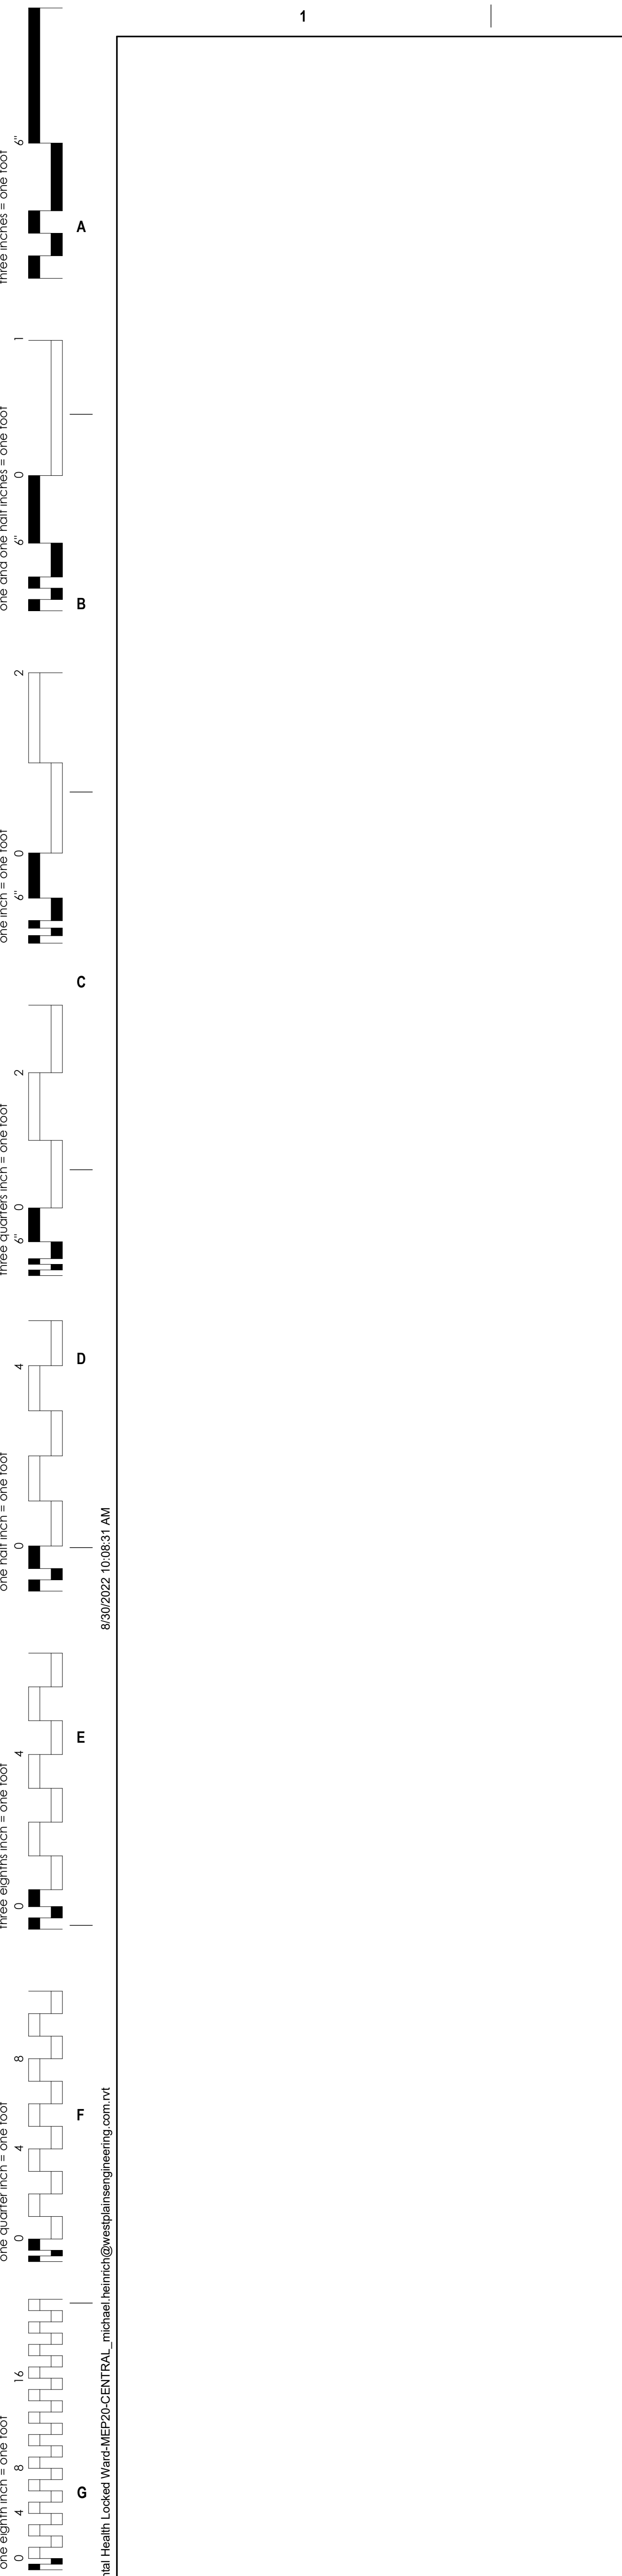 1
three inches = one foot
6"
A
one and one half inches = one foot
1
0
6"
B
one inch = one foot
2
0
6"
C
three quarters inch = one foot
2
0
6"
D
one half inch = one foot
4
0
8/30/2022 10:08:31 AM
E
three eighths inch = one foot
4
0
F
one quarter inch = one foot
8
4
0
G
one eighth inch = one foot
16
8
4
0
Health Locked Ward-MEP20-CENTRAL_michael.heinrich@westplainsengineering.com.rvt